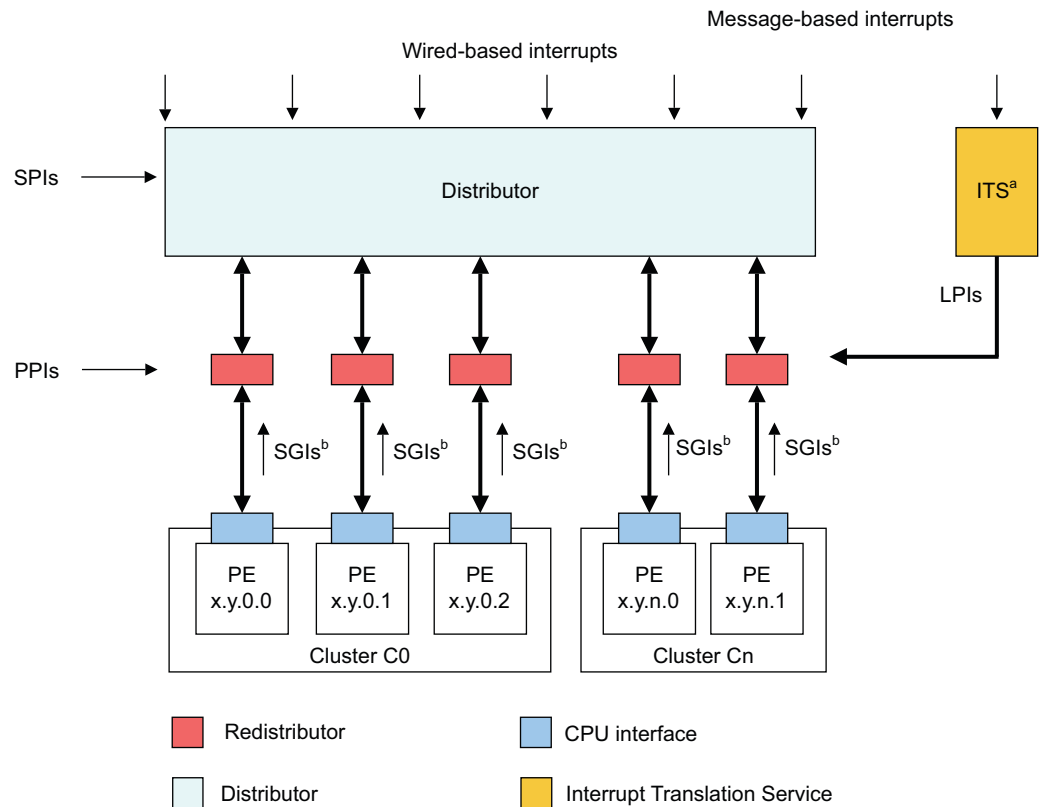 Message-based interrupts
Wired-based interrupts
SPIs
Distributor
ITSᵃ
LPIs
PPIs
SGIsᵇ
SGIsᵇ
SGIsᵇ
SGIsᵇ
SGIsᵇ
PE
x.y.0.0
PE
x.y.0.1
PE
x.y.0.2
PE
x.y.n.0
PE
x.y.n.1
Cluster C0
Cluster Cn
Redistributor
CPU interface
Distributor
Interrupt Translation Service